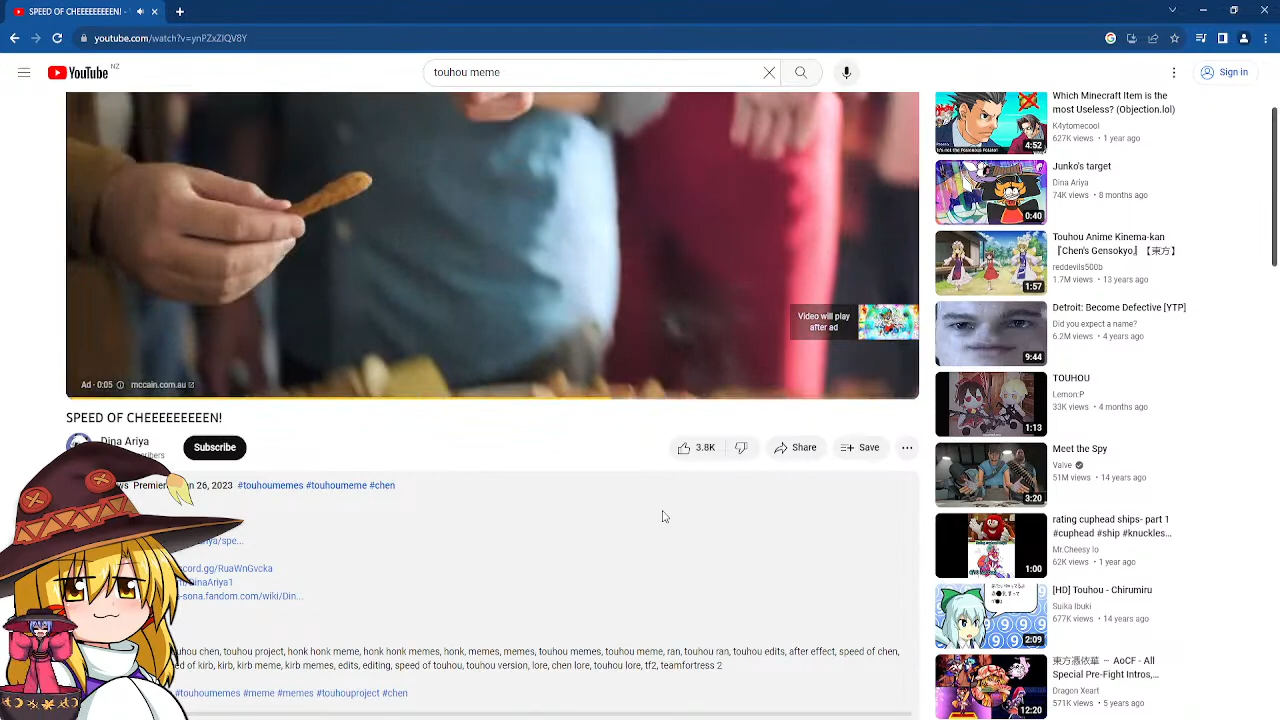 SPEED OF CHEEEEEEEEN! -
youtube.com/watch?v=ynPZxZIQV8Y
YouTube NZ
touhou meme
Sign in
Video will play
after ad
Ad · 0:05
mccain.com.au
SPEED OF CHEEEEEEEEN!
Dina Ariya
Subscribe
3.8K
Share
Save
2023 #touhoumemes #touhoumeme #chen
iya/spe...
cord.gg/RuaWnGvcka
/DinaAriya1
-sona.fandom.com/wiki/Din...
touhou chen, touhou project, honk honk meme, honk honk memes, honk, memes, meme, touhou meme, touhou ran, touhou edits, after effect, speed of chen,
d of kirb, kirb, kirb meme, kirb memes, editor editing, speed of touhou, touhou version, lore, chen lore, touhou lore, tf2, teamfortress 2
#touhoumemes #meme #memes #touhouproject #chen
Which Minecraft Item is the
most Useless? (Objection.lol)
K4ytomecool
627K views • 1 year ago
4:52
Junko's target
Dina Ariya
74K views • 8 months ago
0:40
Touhou Anime Kinema-kan
『Chen's Gensokyo』【東方】
reddevils500b
1.7M views • 13 years ago
1:57
Detroit: Become Defective [YTP]
Did you expect a name?
6.2M views • 4 years ago
9:44
TOUHOU
Lemon:P
33K views • 4 months ago
1:13
Meet the Spy
Valve
51M views • 14 years ago
3:20
rating cuphead ships- part 1
#cuphead #ship #knuckles...
Mr.Cheesy lo
62K views • 1 year ago
1:00
[HD] Touhou - Chirumiru
Suika Ibuki
677K views • 14 years ago
2:09
東方憑依華 – AoCF - All
Special Pre-Fight Intros,...
Dragon Xeart
571K views • 5 years ago
12:20